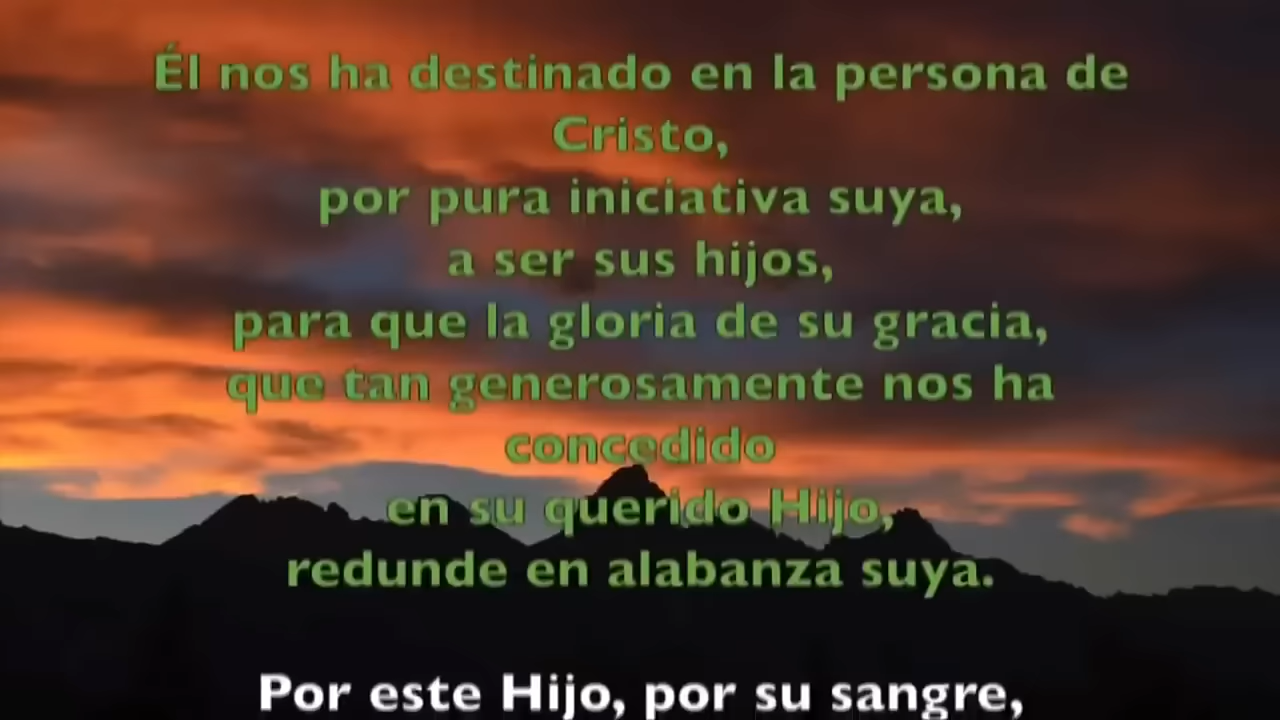 Él nos ha destinado en la persona de
Cristo,
por pura iniciativa suya,
a ser sus hijos,
para que la gloria de su gracia,
que tan generosamente nos ha
concedido
en su querido Hijo,
redunde en alabanza suya.
Por este Hijo, por su sangre,